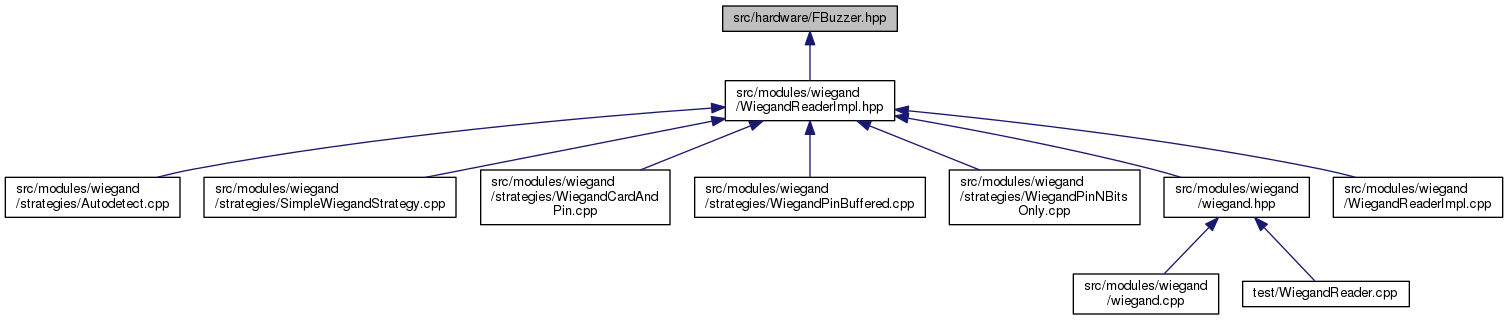 src/hardware/FBuzzer.hpp
src/modules/wiegand
/WiegandReaderImpl.hpp
src/modules/wiegand
/strategies/Autodetect.cpp
src/modules/wiegand
/strategies/SimpleWiegandStrategy.cpp
src/modules/wiegand
/strategies/WiegandCardAnd
Pin.cpp
src/modules/wiegand
/strategies/WiegandPinBuffered.cpp
src/modules/wiegand
/strategies/WiegandPinNBits
Only.cpp
src/modules/wiegand
/wiegand.hpp
src/modules/wiegand
/WiegandReaderImpl.cpp
src/modules/wiegand
/wiegand.cpp
test/WiegandReader.cpp